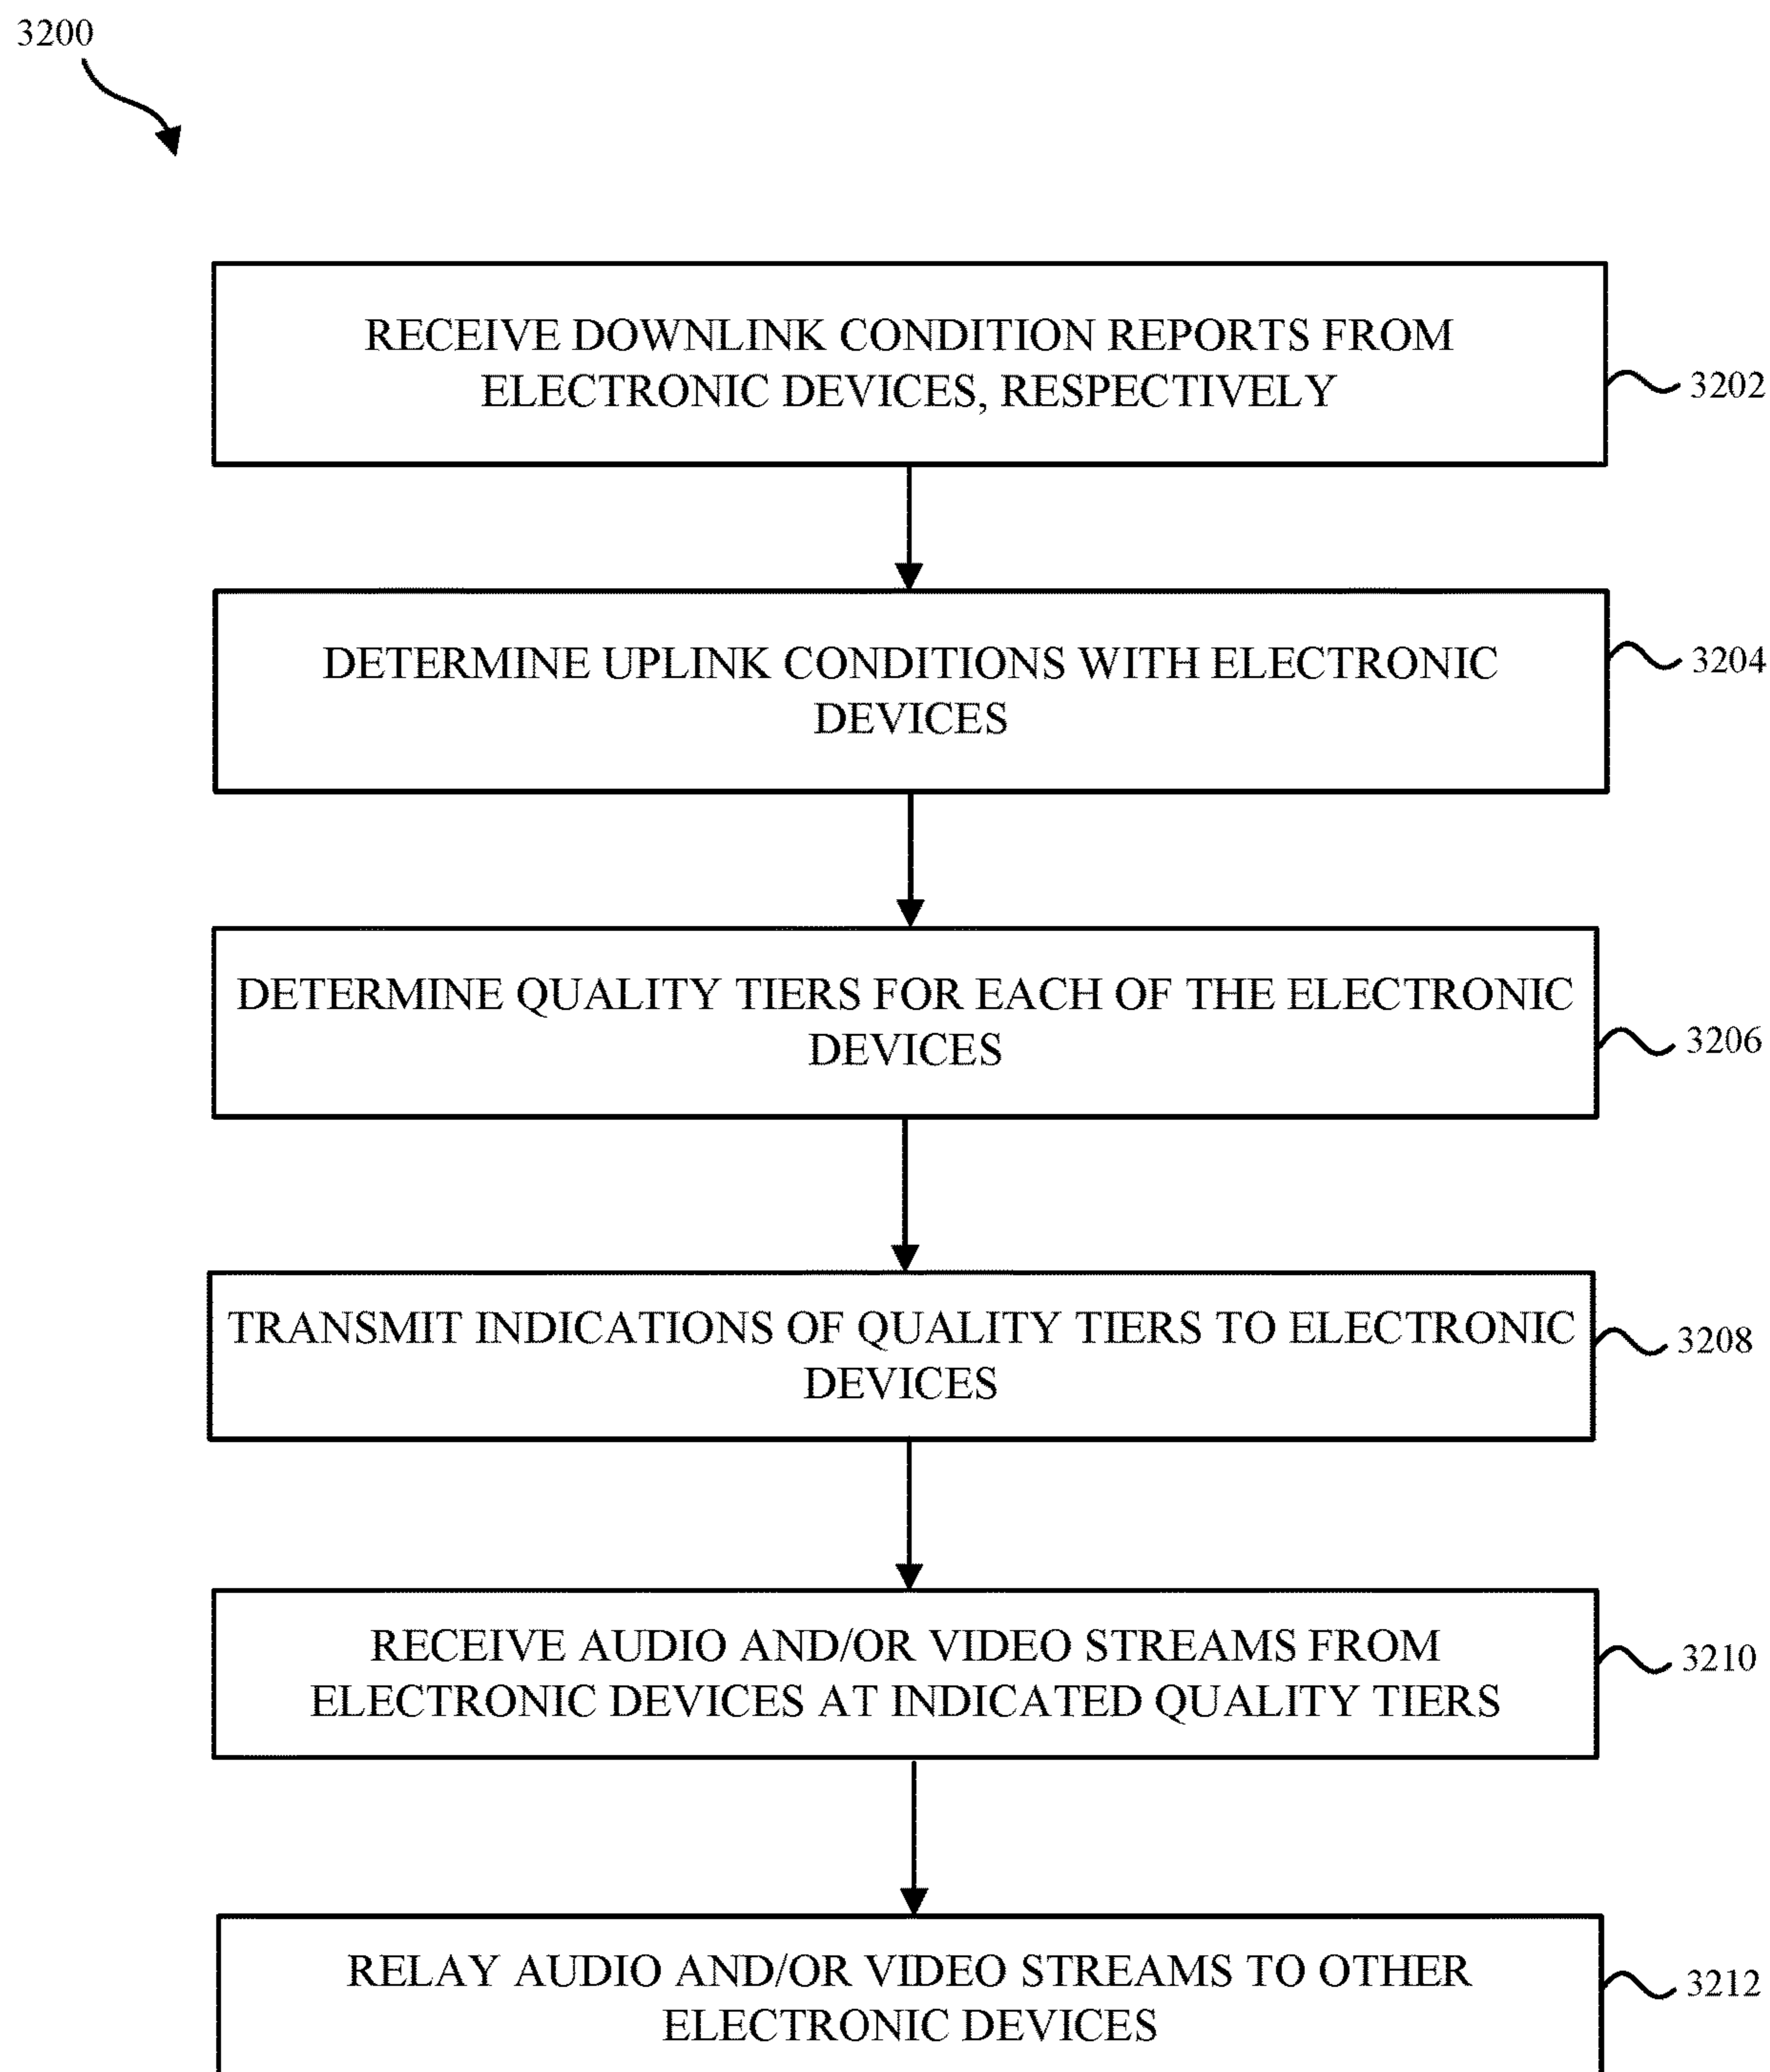 3200
RECEIVE DOWNLINK CONDITION REPORTS FROM
ELECTRONIC DEVICES, RESPECTIVELY
3202
DETERMINE UPLINK CONDITIONS WITH ELECTRONIC
DEVICES
3204
DETERMINE QUALITY TIERS FOR EACH OF THE ELECTRONIC
DEVICES
3206
TRANSMIT INDICATIONS OF QUALITY TIERS TO ELECTRONIC
DEVICES
3208
RECEIVE AUDIO AND/OR VIDEO STREAMS FROM
ELECTRONIC DEVICES AT INDICATED QUALITY TIERS
3210
RELAY AUDIO AND/OR VIDEO STREAMS TO OTHER
ELECTRONIC DEVICES
3212